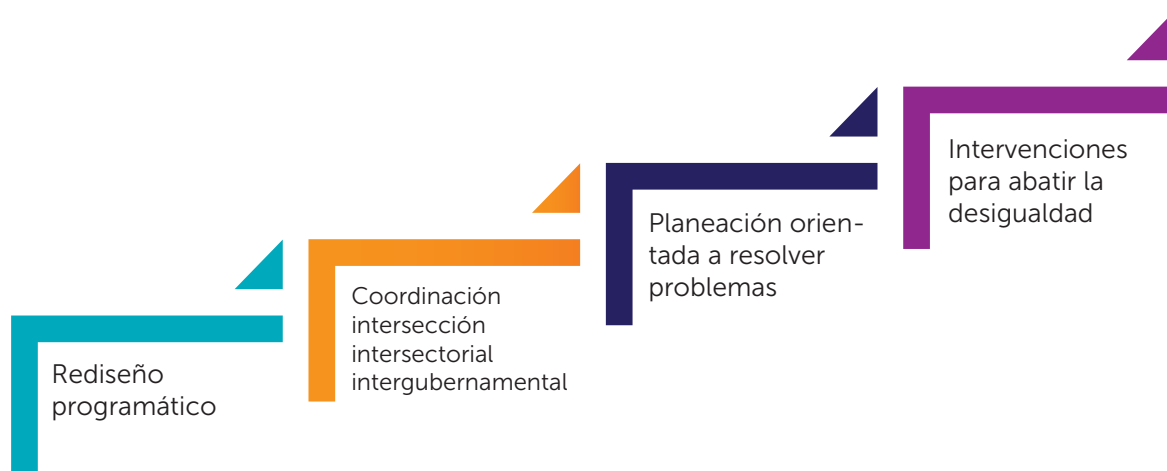 Rediseño
programático
Coordinación
intersección
intersectorial
intergubernamental
Planeación orien-
tada a resolver
problemas
Intervenciones
para abatir la
desigualdad